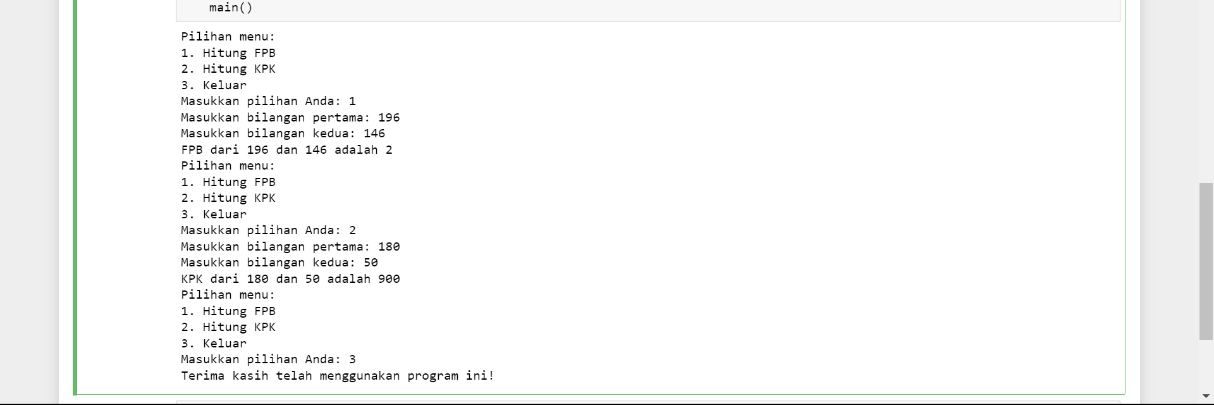 main()
Pilihan menu:
1. Hitung FPB
2. Hitung KPK
3. Keluar
Masukkan pilihan Anda: 1
Masukkan bilangan pertama: 196
Masukkan bilangan kedua: 146
FPB dari 196 dan 146 adalah 2
Pilihan menu:
1. Hitung FPB
2. Hitung KPK
3. Keluar
Masukkan pilihan Anda: 2
Masukkan bilangan pertama: 180
Masukkan bilangan kedua: 50
KPK dari 180 dan 50 adalah 900
Pilihan menu:
1. Hitung FPB
2. Hitung KPK
3. Keluar
Masukkan pilihan Anda: 3
Terima kasih telah menggunakan program ini!